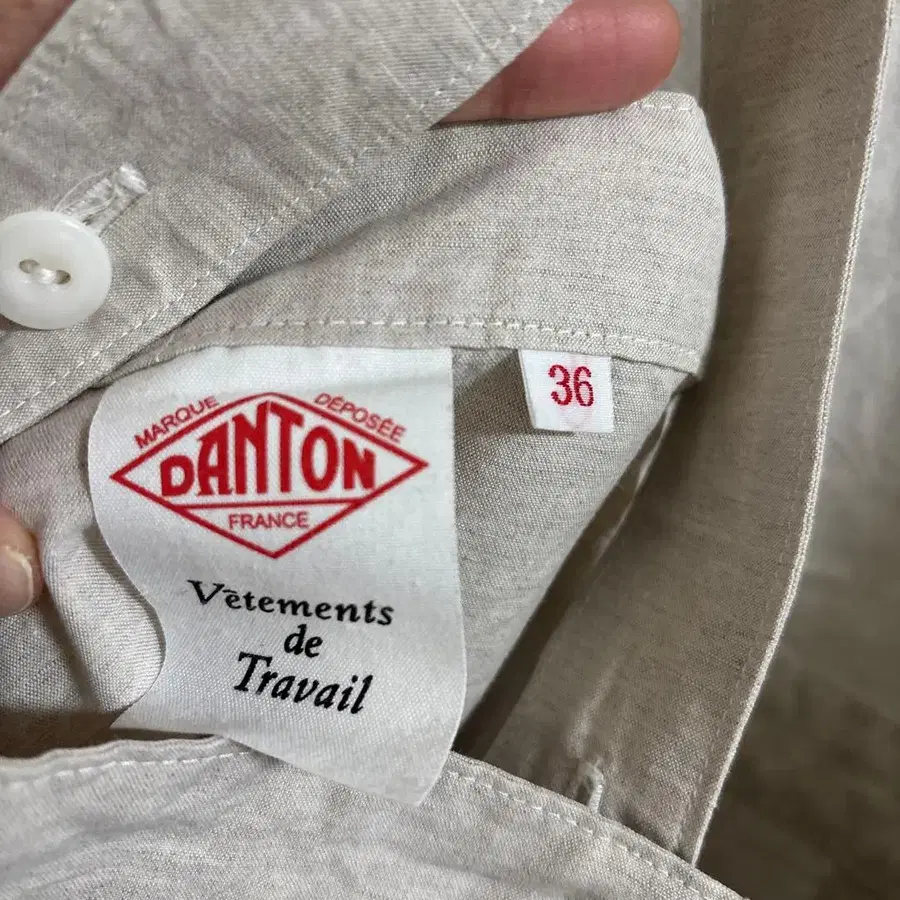 MARQUE DÉPOSÉE
DANTON
FRANCE
Vêtements
de
Travail
36